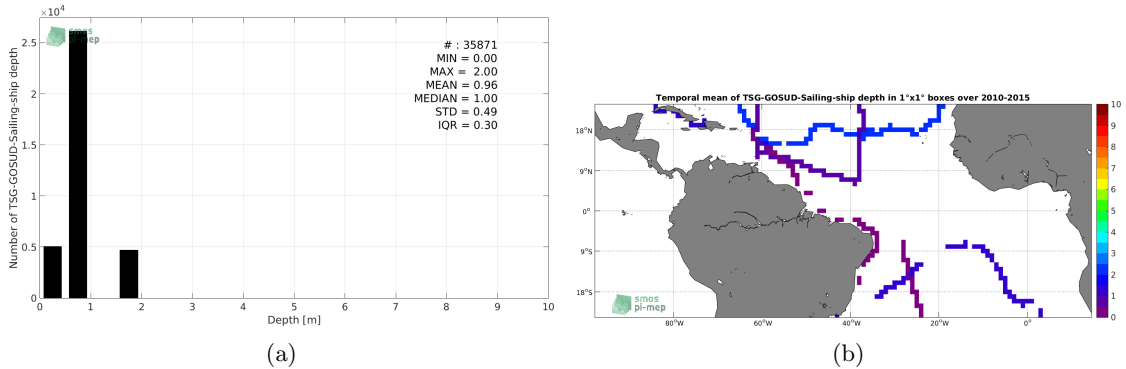 ×10⁴
2.5
2
1.5
1
0.5
0
0 1 2 3 4 5 6 7 8 9 10
Number of TSG-GOSUD-Sailing-ship depth
Depth [m]
smos
pi-mep
# : 35871
MIN = 0.00
MAX = 2.00
MEAN = 0.96
MEDIAN = 1.00
STD = 0.49
IQR = 0.30
(a)
Temporal mean of TSG-GOSUD-Sailing-ship depth in 1°x1° boxes over 2010-2015
18°N
9°N
0°
9°S
18°S
80°W 60°W 40°W 20°W 0°
smos
pi-mep
10
9
8
7
6
5
4
3
2
1
0
(b)